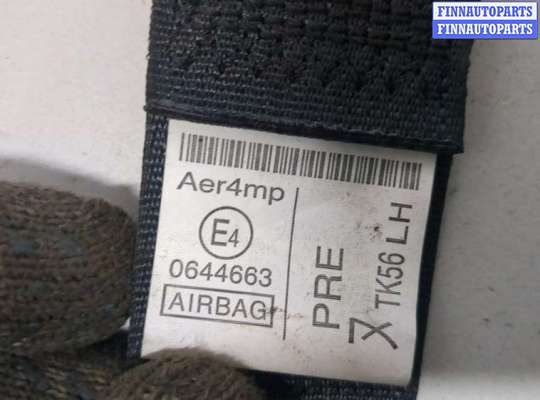 FINNAUTOPARTS
FINNAUTOPARTS
Aer4mp
E4
0644663
AIRBAG
PRE
TK56 LH